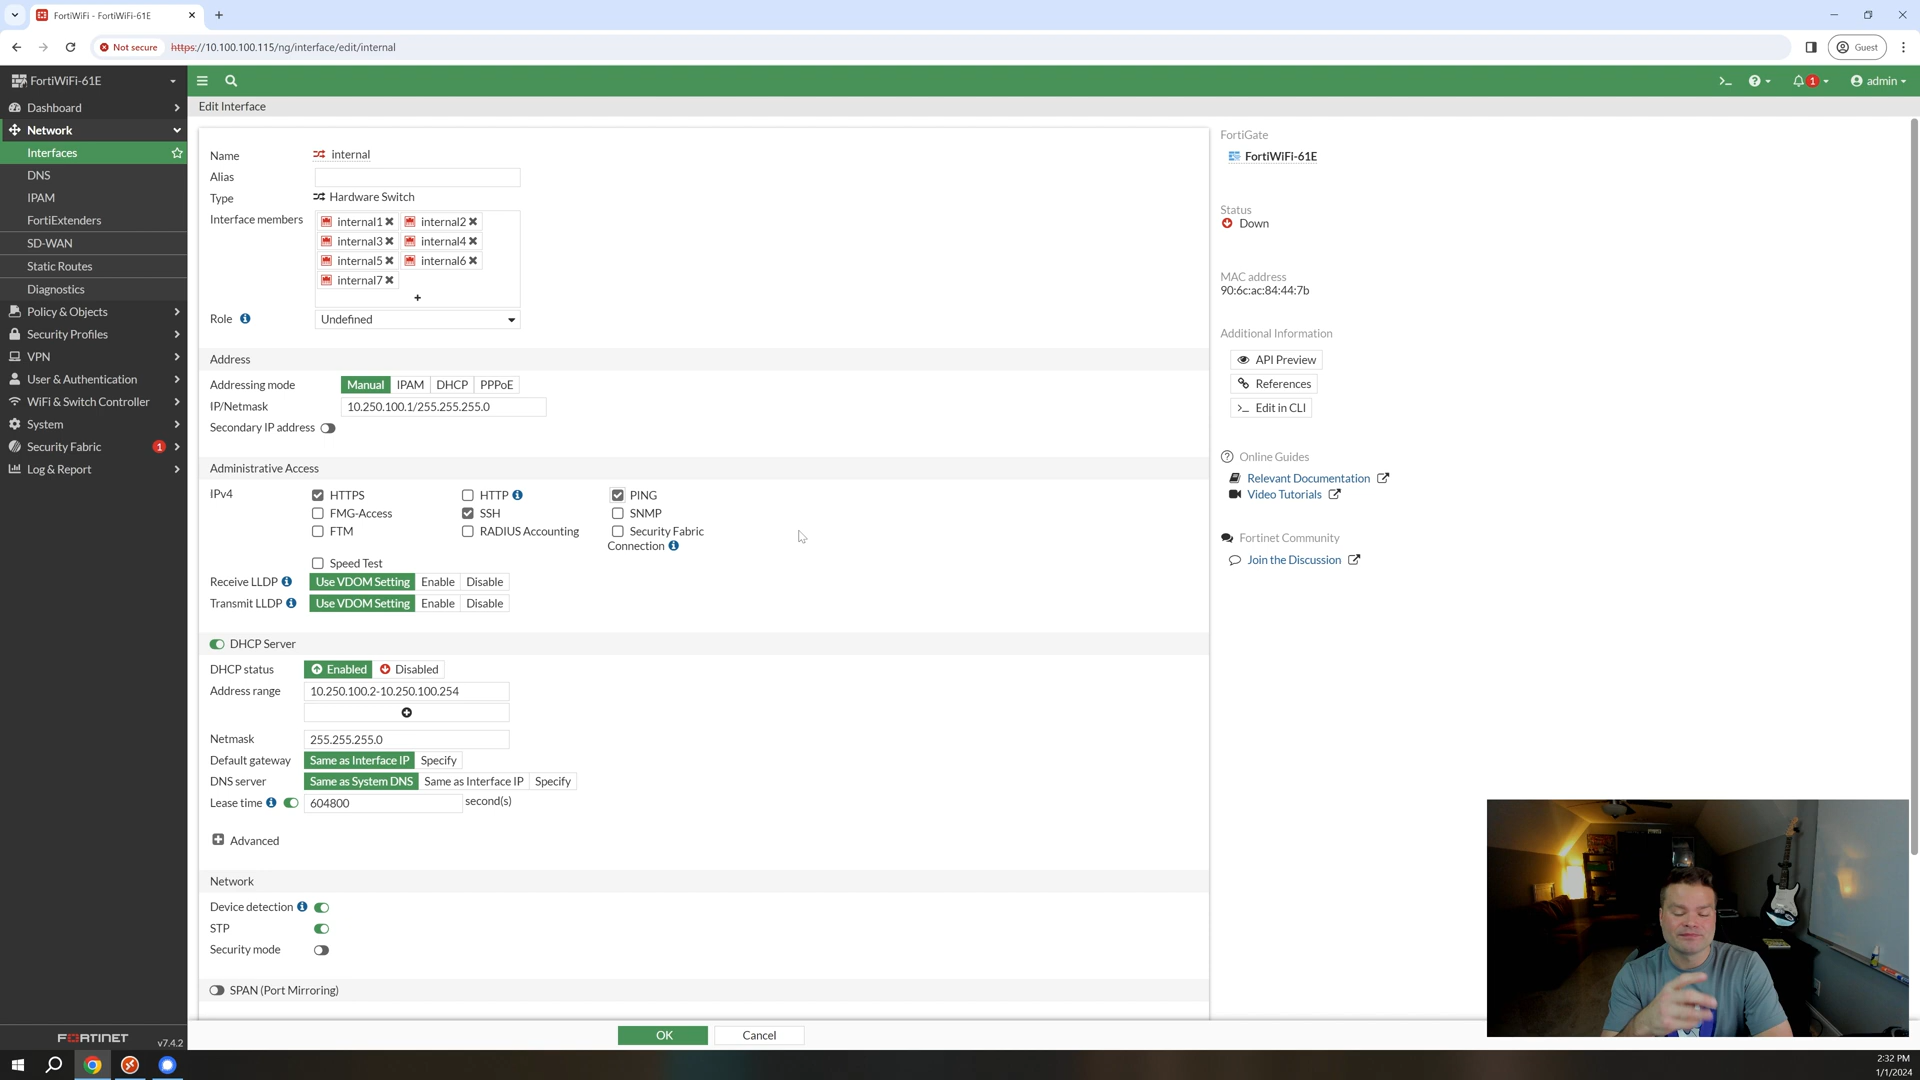 FortiWiFi - FortiWiFi-61E
Not secure
https://10.100.100.115/ng/interface/edit/internal
Guest
FortiWiFi-61E
1
admin
Dashboard
Network
Interfaces
DNS
IPAM
FortiExtenders
SD-WAN
Static Routes
Diagnostics
Policy & Objects
Security Profiles
VPN
User & Authentication
WiFi & Switch Controller
System
Security Fabric 1
Log & Report
FORTINET
v7.4.2
Edit Interface
Name internal
Alias
Type Hardware Switch
Interface members internal1 internal2
internal3 internal4
internal5 internal6
internal7
Role Undefined
Address
Addressing mode Manual IPAM DHCP PPPoE
IP/Netmask 10.250.100.1/255.255.255.0
Secondary IP address
Administrative Access
IPv4 HTTPS HTTP PING
FMG-Access SSH SNMP
FTM RADIUS Accounting Security Fabric
Connection
Speed Test
Receive LLDP Use VDOM Setting Enable Disable
Transmit LLDP Use VDOM Setting Enable Disable
DHCP Server
DHCP status Enabled Disabled
Address range 10.250.100.2-10.250.100.254
Netmask 255.255.255.0
Default gateway Same as Interface IP Specify
DNS server Same as System DNS Same as Interface IP Specify
Lease time 604800 second(s)
Advanced
Network
Device detection
STP
Security mode
SPAN (Port Mirroring)
OK Cancel
FortiGate
FortiWiFi-61E
Status
Down
MAC address
90:6c:ac:84:44:7b
Additional Information
API Preview
References
Edit in CLI
Online Guides
Relevant Documentation
Video Tutorials
Fortinet Community
Join the Discussion
2:32 PM
1/1/2024